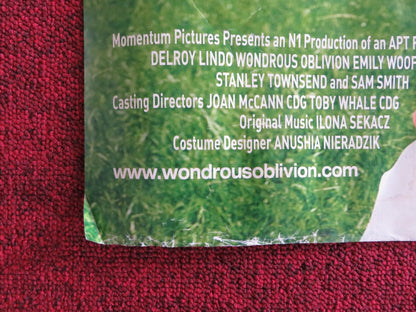 Momentum Pictures Presents an N1 Production of an APT
DELROY LINDO WONDROUS OBLIVION EMILY WOOF
STANLEY TOWNSEND and SAM SMITH
Casting Directors JOAN McCANN CDG TOBY WHALE CDG
Original Music ILONA SEKACZ
Costume Designer ANUSHIA NIERADZIK
www.wondrousoblivion.com